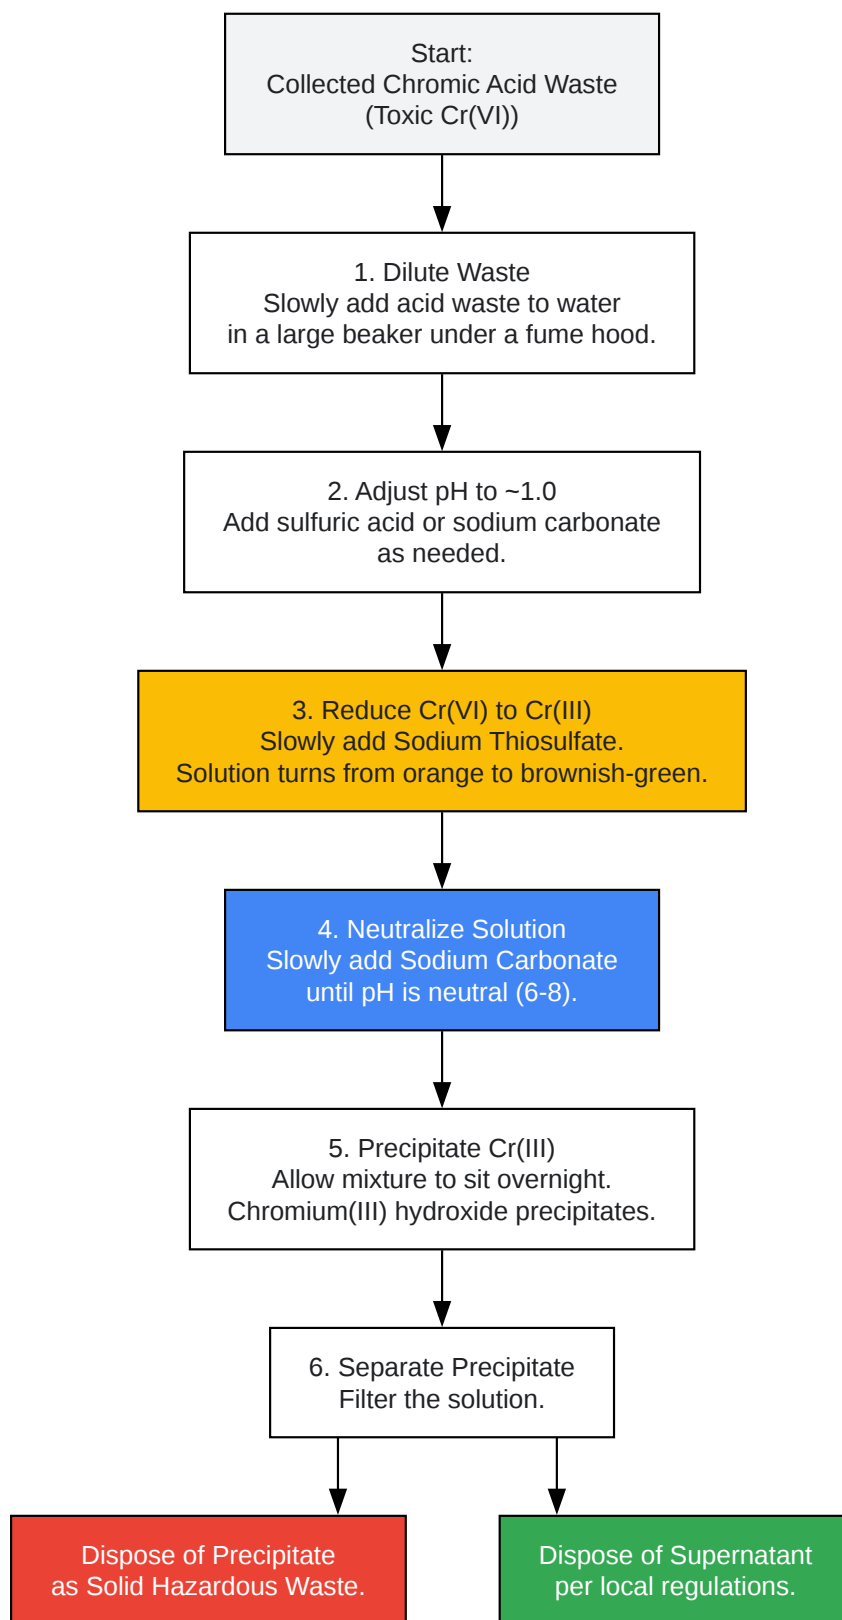 Start:
Collected Chromic Acid Waste
(Toxic Cr(VI))
1. Dilute Waste
Slowly add acid waste to water
in a large beaker under a fume hood.
2. Adjust pH to ~1.0
Add sulfuric acid or sodium carbonate
as needed.
3. Reduce Cr(VI) to Cr(III)
Slowly add Sodium Thiosulfate.
Solution turns from orange to brownish-green.
4. Neutralize Solution
Slowly add Sodium Carbonate
until pH is neutral (6-8).
5. Precipitate Cr(III)
Allow mixture to sit overnight.
Chromium(III) hydroxide precipitates.
6. Separate Precipitate
Filter the solution.
Dispose of Precipitate
as Solid Hazardous Waste.
Dispose of Supernatant
per local regulations.